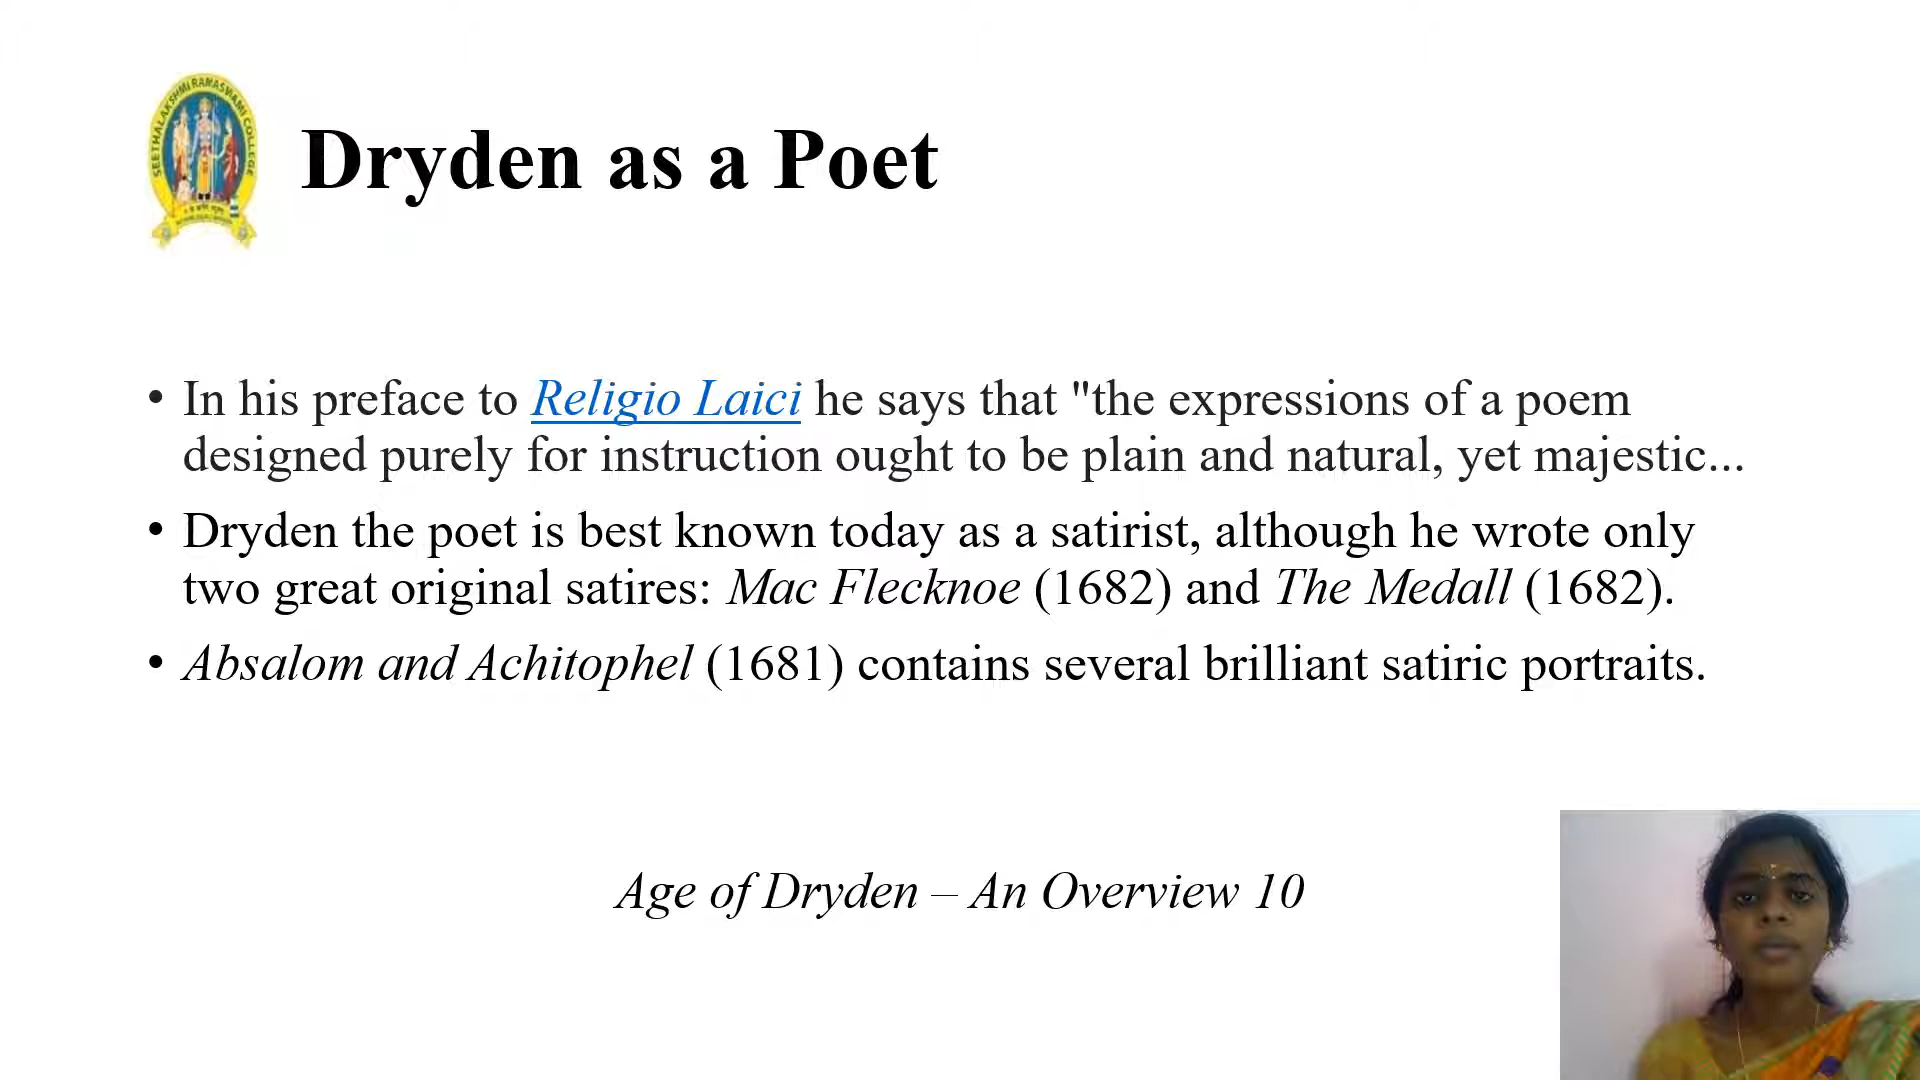 SEETHALAKSHMI RAMASWAMI COLLEGE
Dryden as a Poet
• In his preface to Religio Laici he says that "the expressions of a poem
designed purely for instruction ought to be plain and natural, yet majestic...
• Dryden the poet is best known today as a satirist, although he wrote only
two great original satires: Mac Flecknoe (1682) and The Medall (1682).
• Absalom and Achitophel (1681) contains several brilliant satiric portraits.
Age of Dryden – An Overview 10